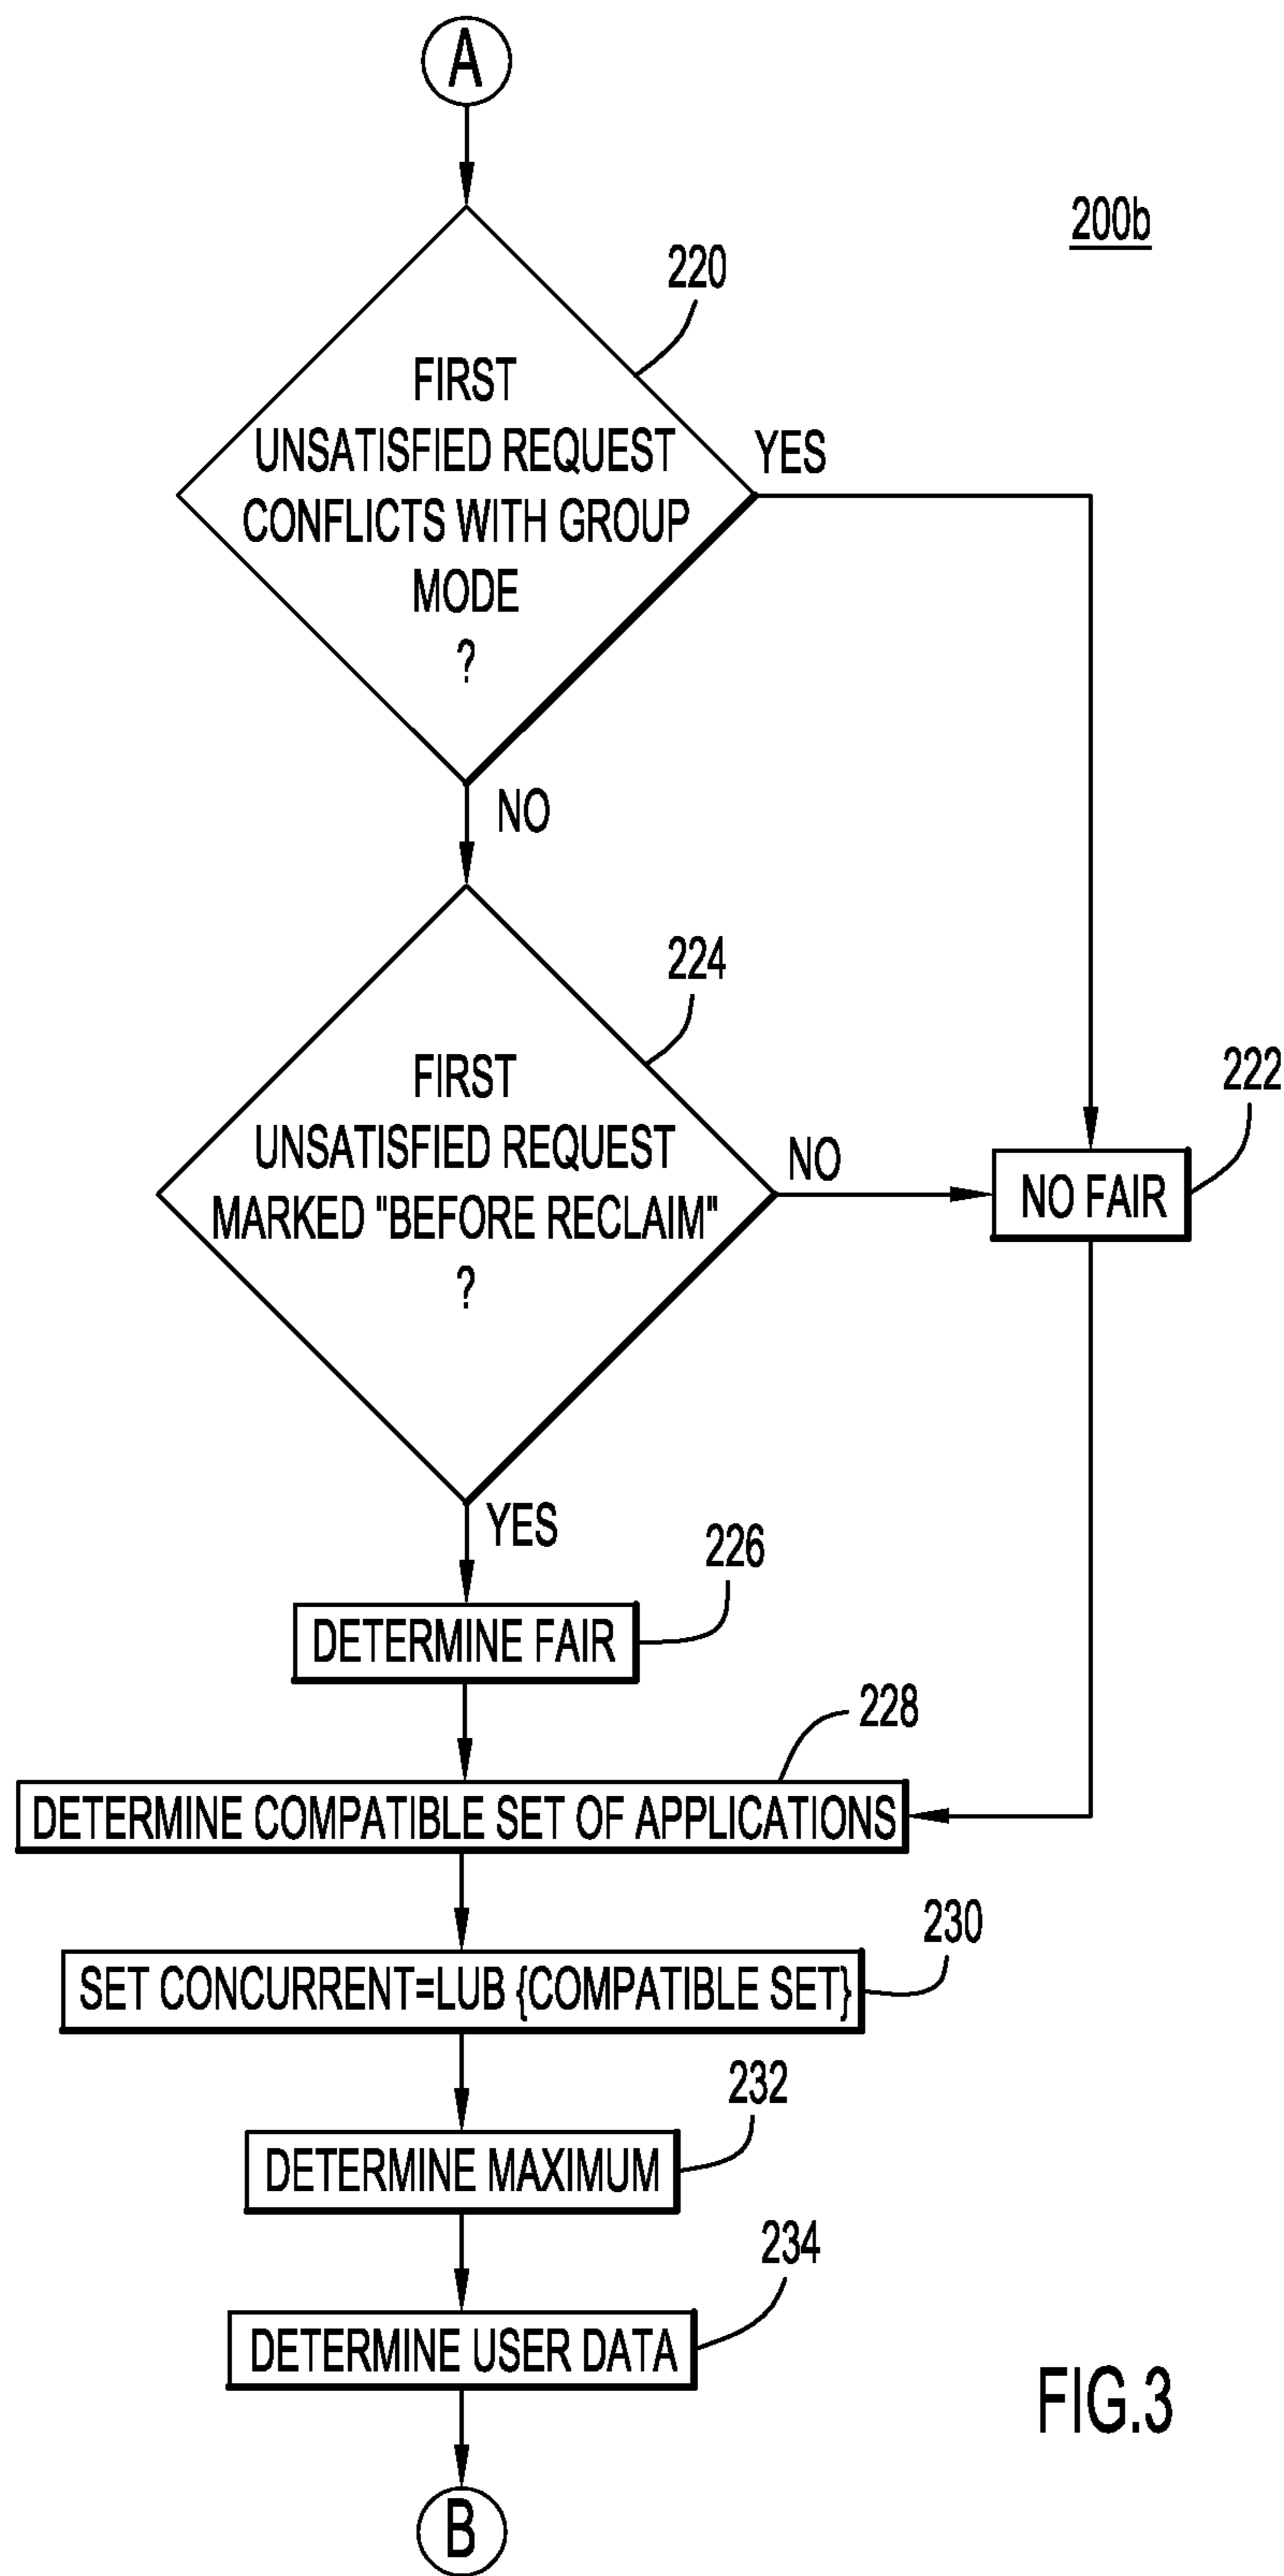 A
200b
220
FIRST
UNSATISFIED REQUEST
CONFLICTS WITH GROUP
MODE
?
YES
NO
224
FIRST
UNSATISFIED REQUEST
MARKED "BEFORE RECLAIM"
?
NO
222
NO FAIR
YES
226
DETERMINE FAIR
228
DETERMINE COMPATIBLE SET OF APPLICATIONS
230
SET CONCURRENT=LUB {COMPATIBLE SET}
232
DETERMINE MAXIMUM
234
DETERMINE USER DATA
FIG.3
B